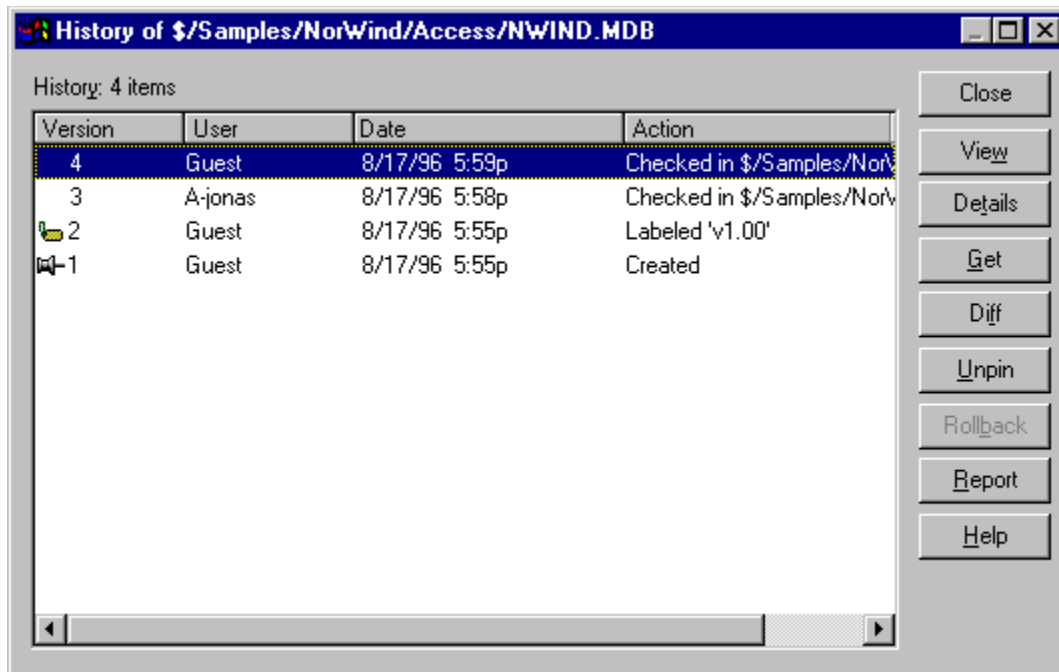 History of $/Samples/NorWind/Access/NWIND.MDB
History: 4 items
Version User Date Action
4 Guest 8/17/96 5:59p Checked in $/Samples/Nor
3 A-jonas 8/17/96 5:58p Checked in $/Samples/Nor
2 Guest 8/17/96 5:55p Labeled 'v1.00'
1 Guest 8/17/96 5:55p Created
Close
View
Details
Get
Diff
Unpin
Rollback
Report
Help